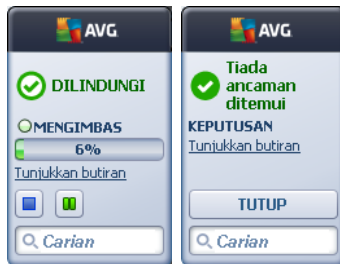 AVG
DILINDUNGI
MENGIMBAS
6%
Tunjukkan butiran
Carian
AVG
Tiada
ancaman
ditemui
KEPUTUSAN
Tunjukkan butiran
TUTUP
Carian